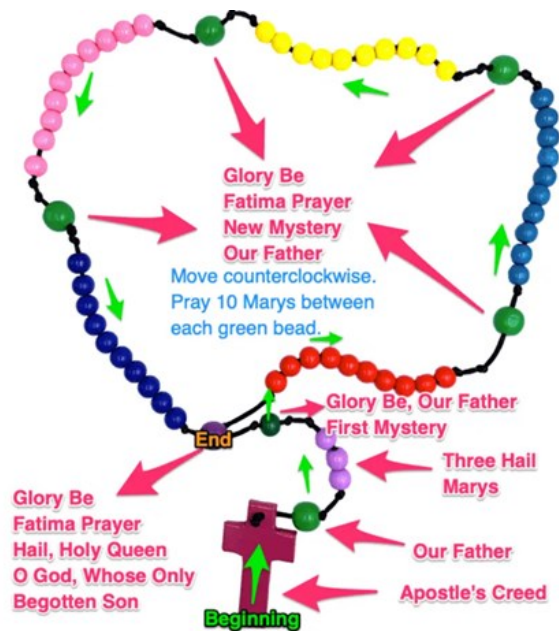 Glory Be
Fatima Prayer
New Mystery
Our Father
Move counterclockwise.
Pray 10 Marys between
each green bead.
Glory Be, Our Father
First Mystery
End
Three Hail
Marys
Glory Be
Fatima Prayer
Hail, Holy Queen
O God, Whose Only
Begotten Son
Our Father
Apostle's Creed
Beginning